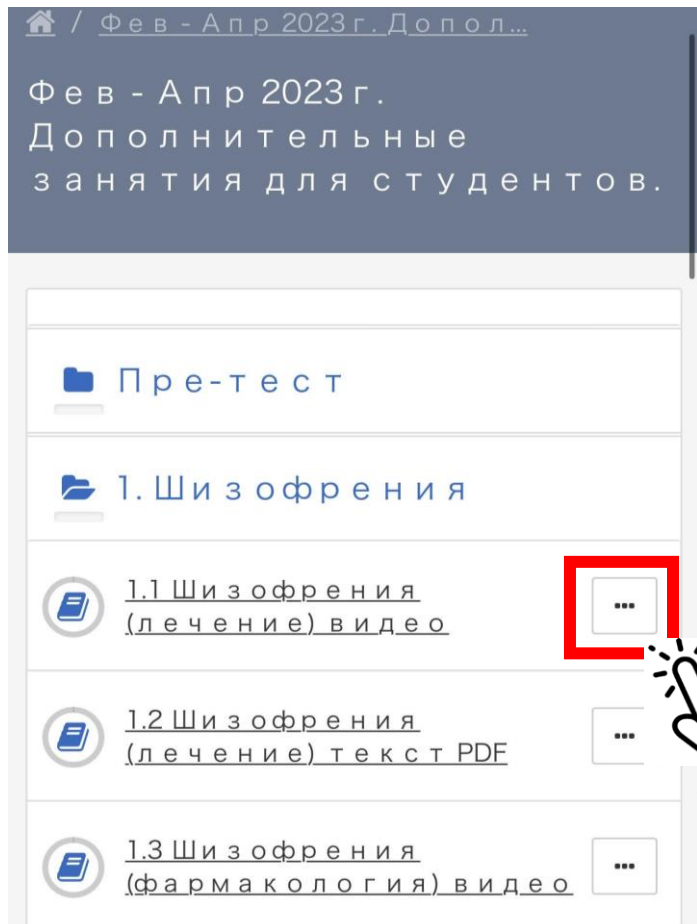 / Фев - Апр 2023 г. Допол...
Фев - Апр 2023 г.
Дополнительные
занятия для студентов.
Пре-тест
1. Шизофрения
1.1 Шизофрения
(лечение) видео
1.2 Шизофрения
(лечение) текст PDF
1.3 Шизофрения
(фармакология) видео